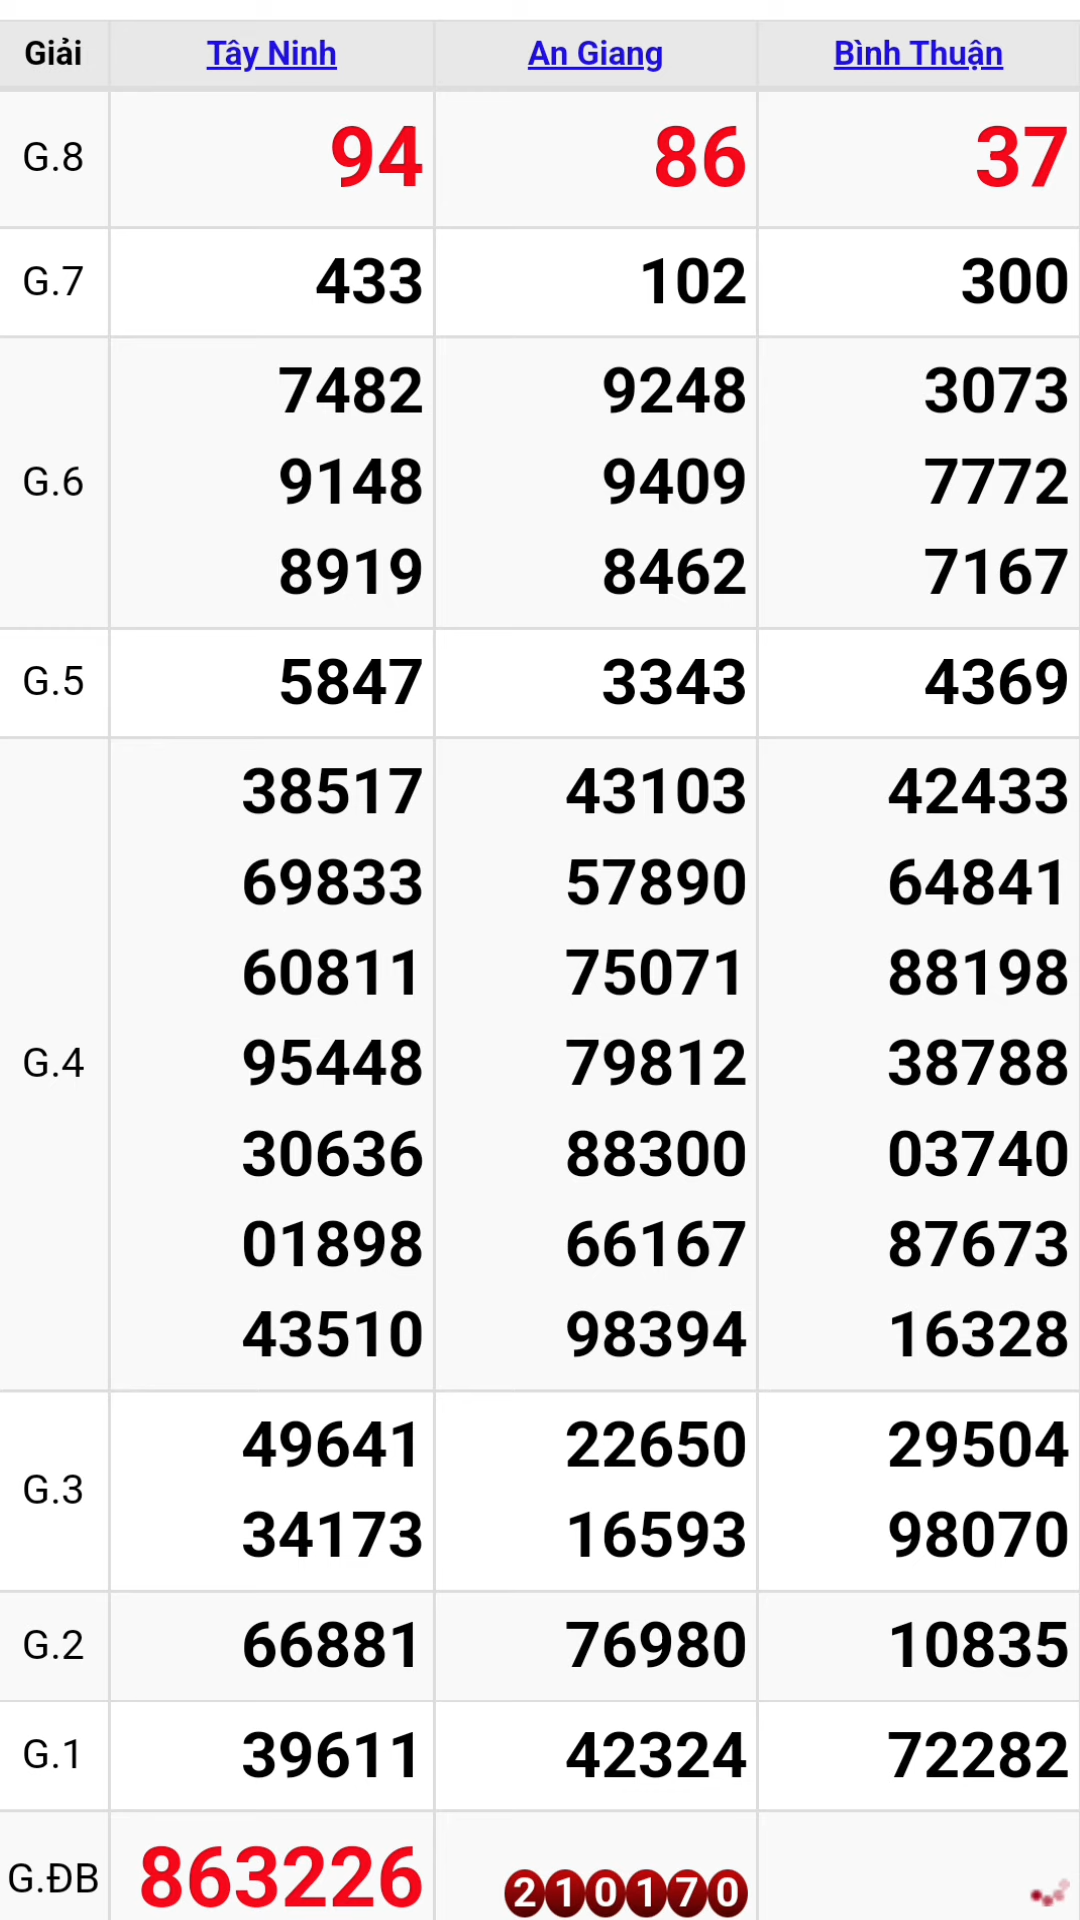 Giải Tây Ninh An Giang Bình Thuận
G.8 94 86 37
G.7 433 102 300
7482 9248 3073
G.6 9148 9409 7772
8919 8462 7167
G.5 5847 3343 4369
38517 43103 42433
69833 57890 64841
60811 75071 88198
G.4 95448 79812 38788
30636 88300 03740
01898 66167 87673
43510 98394 16328
G.3 49641 22650 29504
34173 16593 98070
G.2 66881 76980 10835
G.1 39611 42324 72282
G.ĐB 863226 210170